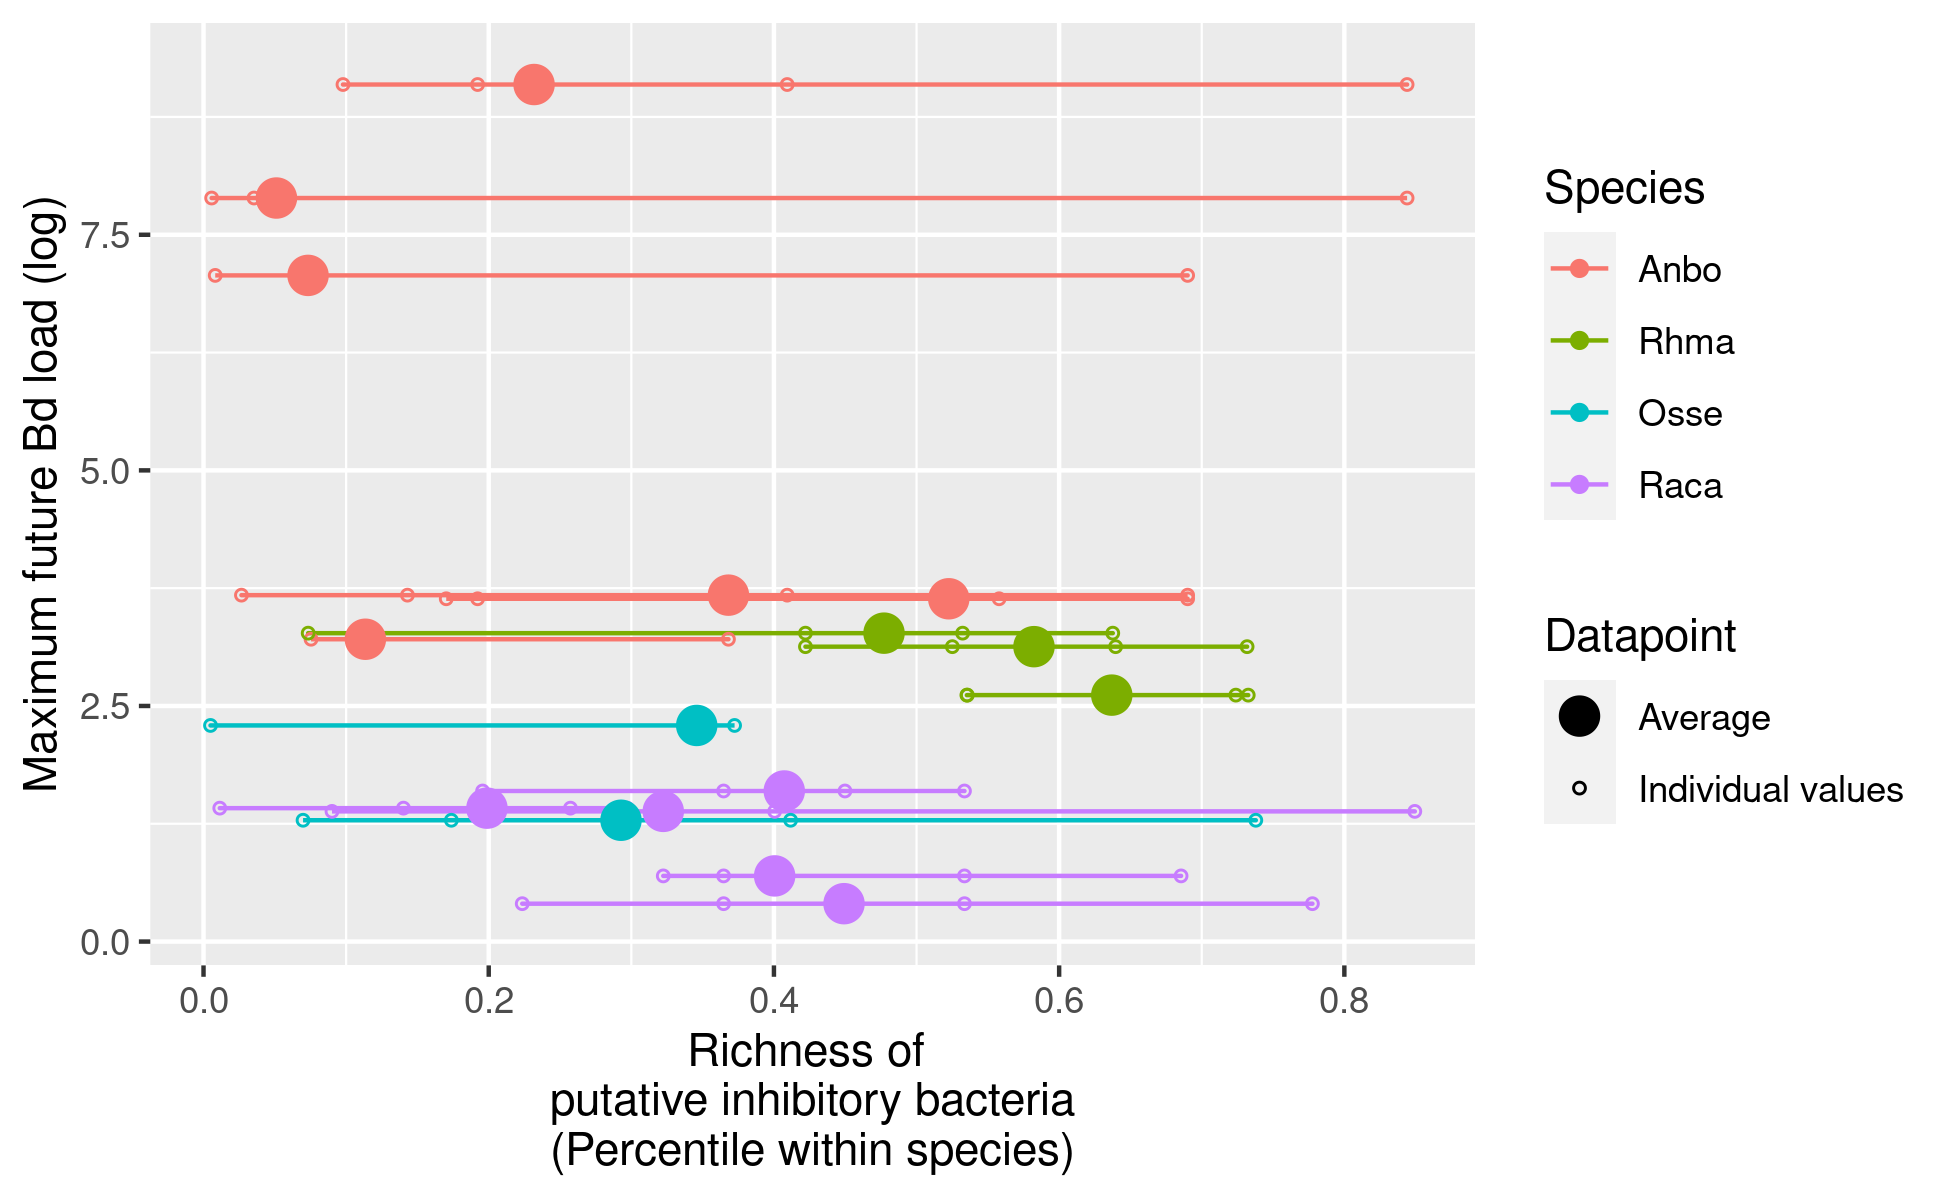 Maximum future Bd load (log)
7.5
5.0
2.5
0.0
0.0
0.2
0.4
0.6
0.8
Richness of
putative inhibitory bacteria
(Percentile within species)
Species
Anbo
Rhma
Osse
Raca
Datapoint
Average
Individual values